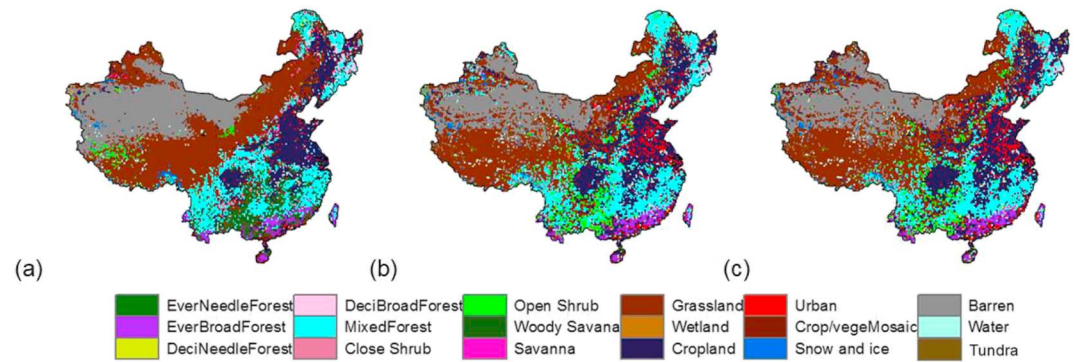 (a) (b) (c)
EverNeedleForest DeciBroadForest Open Shrub Grassland Urban Barren
EverBroadForest MixedForest Woody Savana Wetland Crop/vegeMosaic Water
DeciNeedleForest Close Shrub Savanna Cropland Snow and ice Tundra